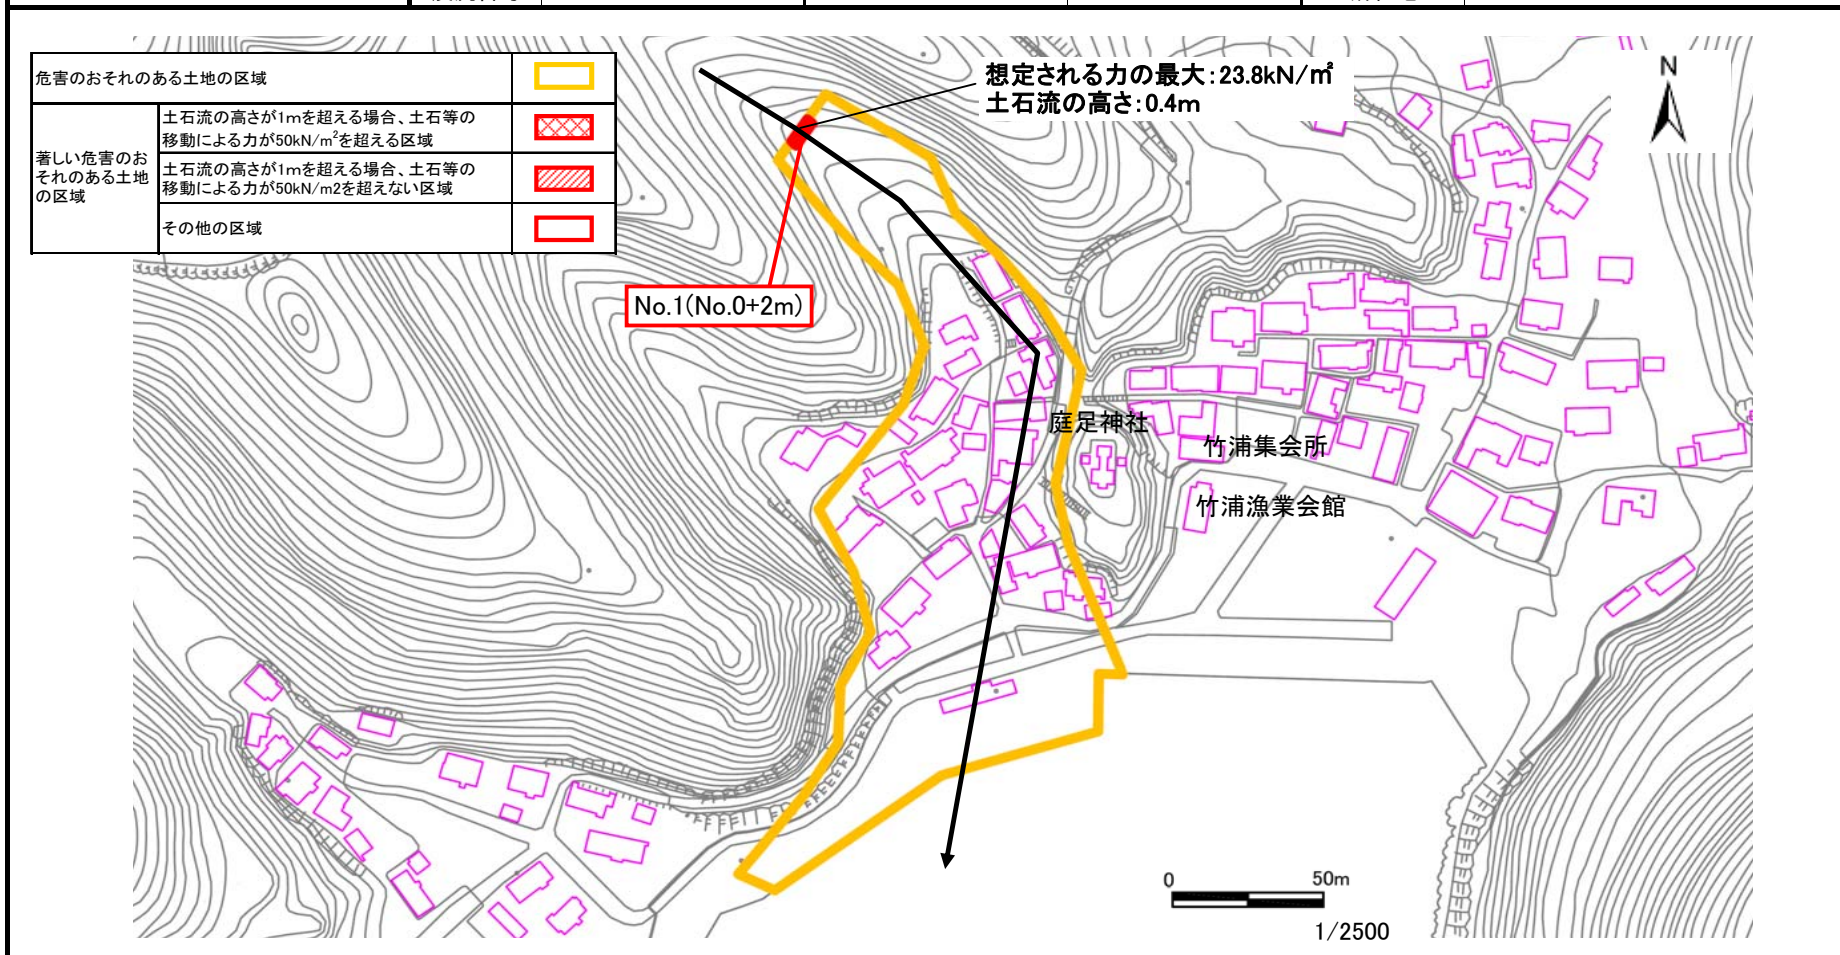 危害のおそれのある土地の区域
著しい危害のお
それのある土地
の区域
土石流の高さが1mを超える場合、土石等の
移動による力が50kN/m²を超える区域
土石流の高さが1mを超える場合、土石等の
移動による力が50kN/m2を超えない区域
その他の区域
想定される力の最大:23.8kN/㎡
土石流の高さ:0.4m
N
No.1(No.0+2m)
庭足神社
竹浦集会所
竹浦漁業会館
0 50m
1/2500